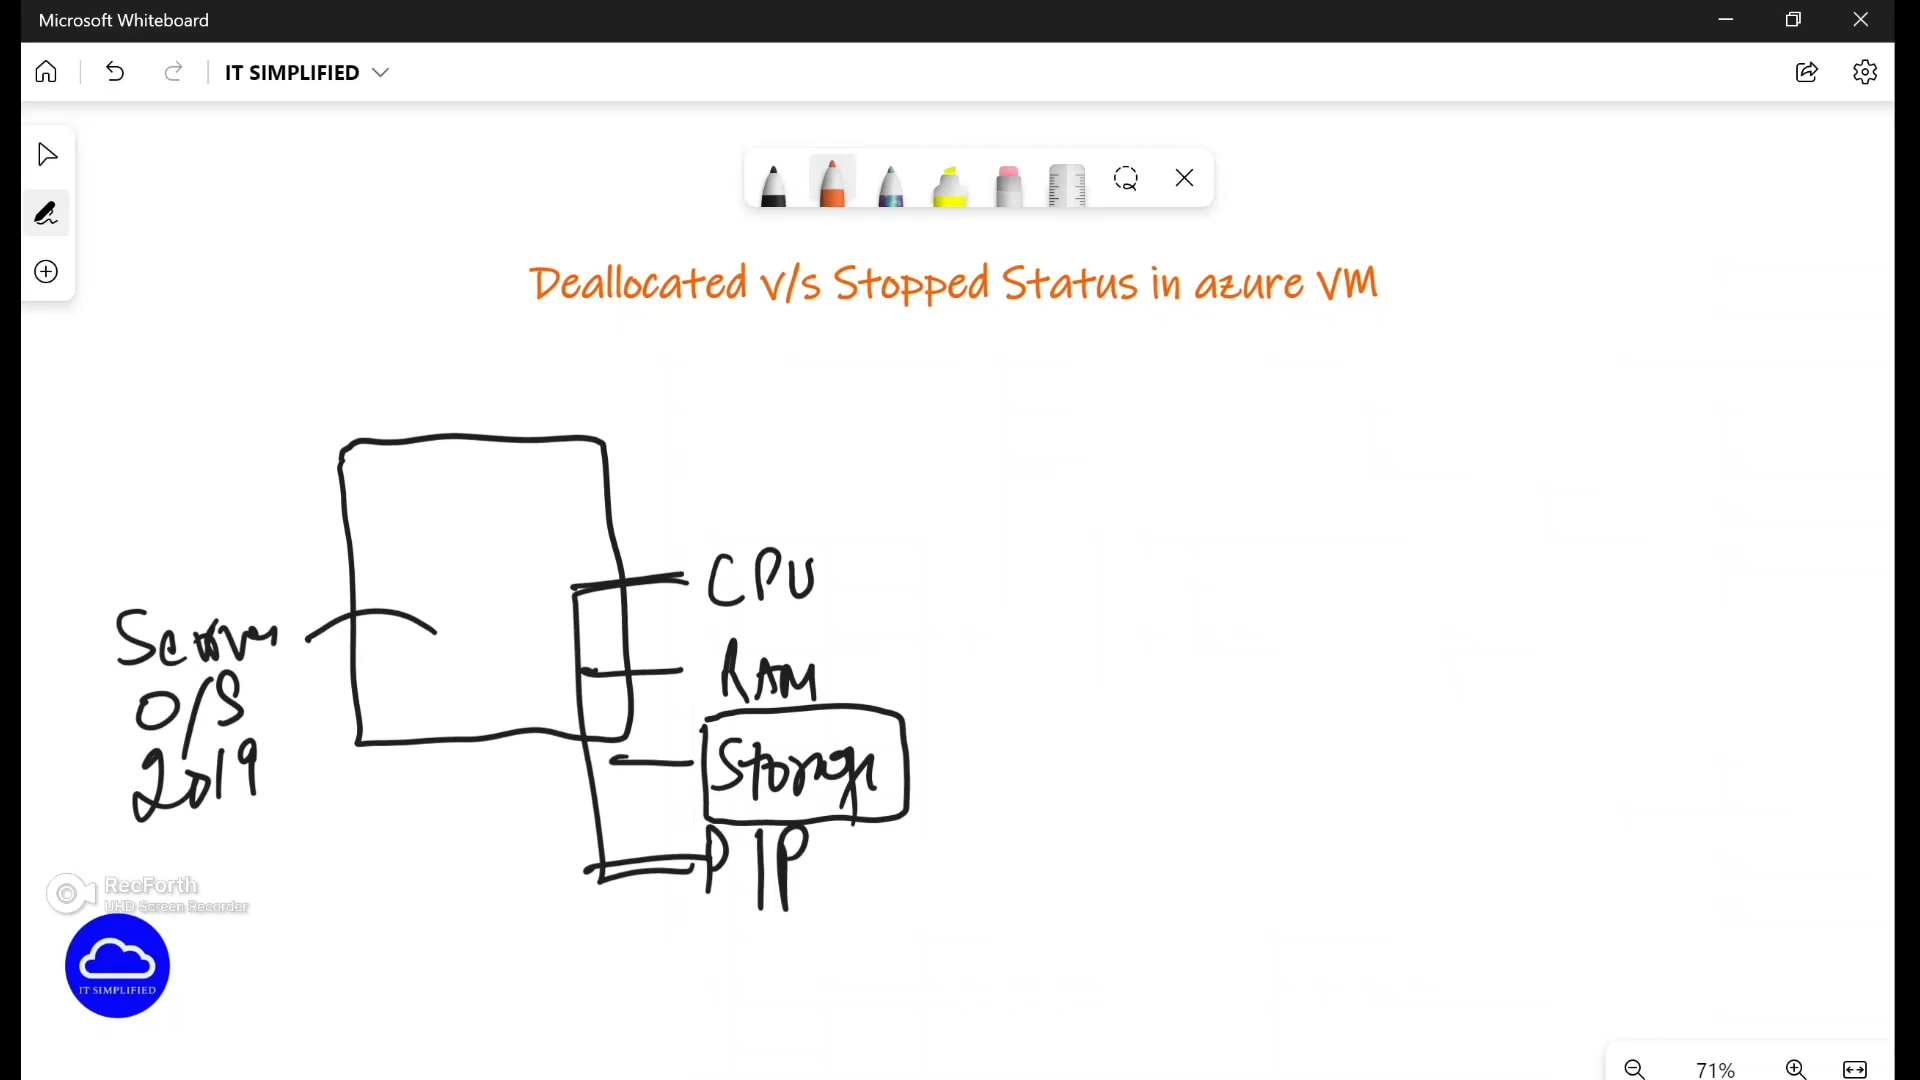 Microsoft Whiteboard
IT SIMPLIFIED
Deallocated v/s Stopped Status in azure VM
CPU
Server
RAM
O/S
Storage
2019
PIP
RecForth
UHD Screen Recorder
IT SIMPLIFIED
71%